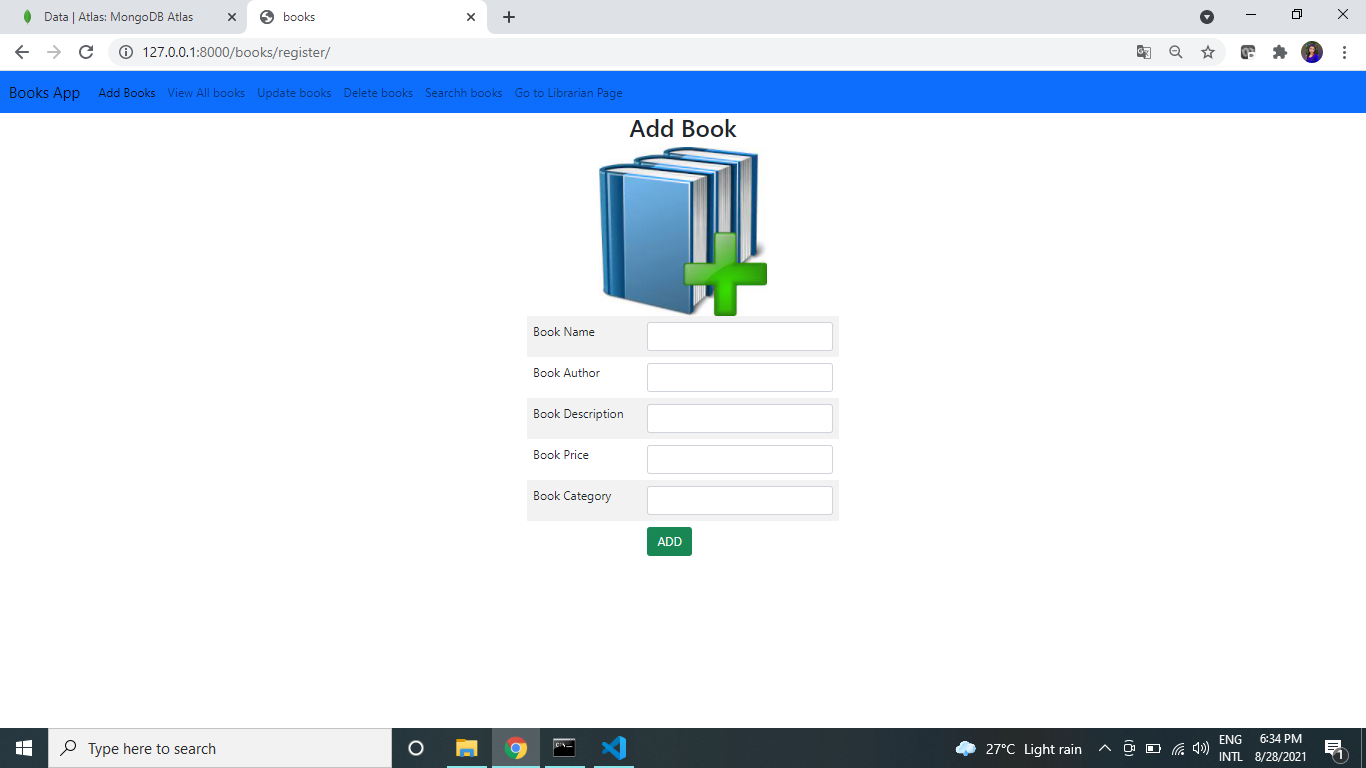 Data | Atlas: MongoDB Atlas
books
127.0.0.1:8000/books/register/
Books App Add Books View All books Update books Delete books Searchh books Go to Librarian Page
Add Book
Book Name
Book Author
Book Description
Book Price
Book Category
ADD
Type here to search
27°C Light rain
ENG
INTL
6:34 PM
8/28/2021
1